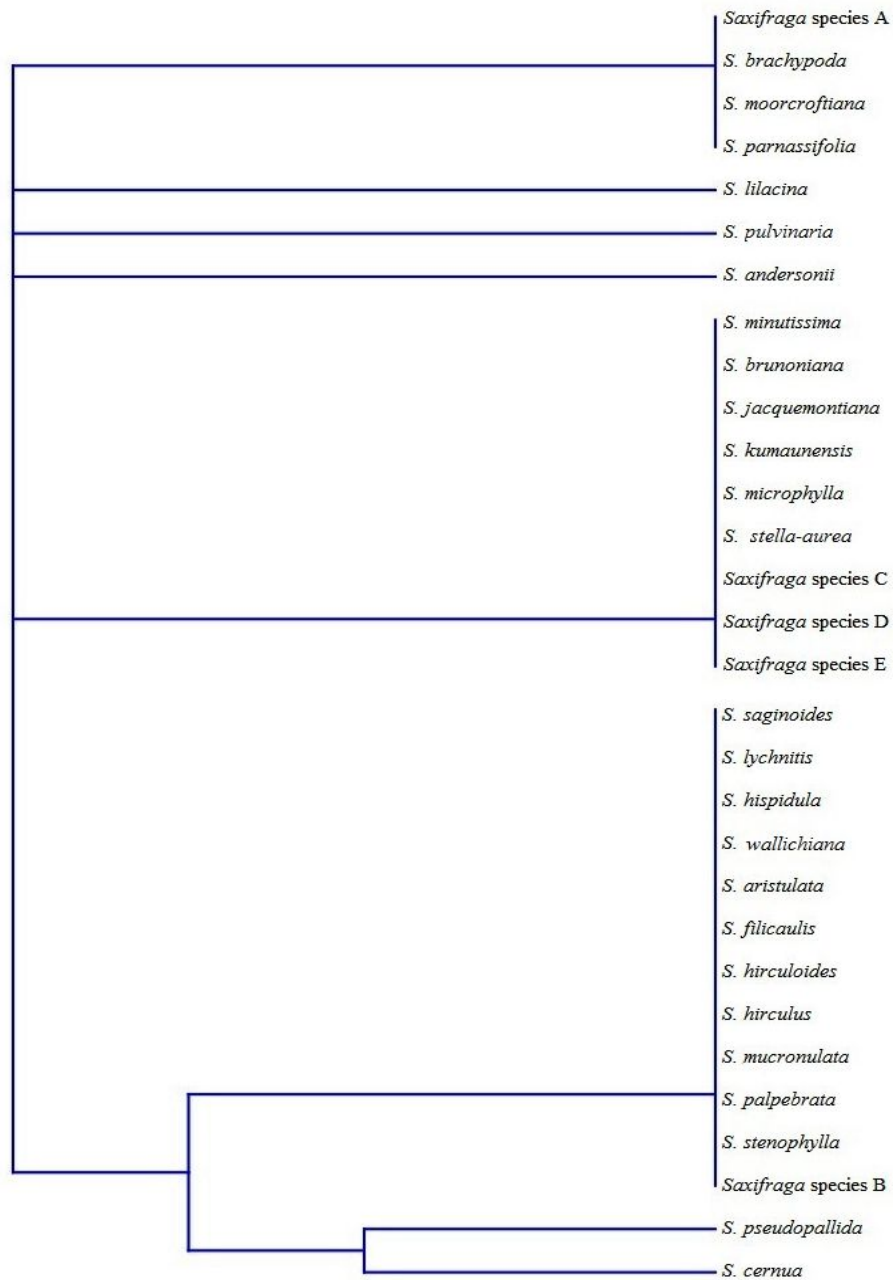 Saxifraga species A
S. brachypoda
S. moorcroftiana
S. parnassifolia
S. lilacina
S. pulvinaria
S. andersonii
S. minutissima
S. brunoniana
S. jacquemontiana
S. kumaunensis
S. microphylla
S. stella-aurea
Saxifraga species C
Saxifraga species D
Saxifraga species E
S. saginoides
S. lychnitis
S. hispidula
S. wallichiana
S. aristulata
S. filicaulis
S. hirculoides
S. hirculus
S. mucronulata
S. palpebrata
S. stenophylla
Saxifraga species B
S. pseudopallida
S. cernua